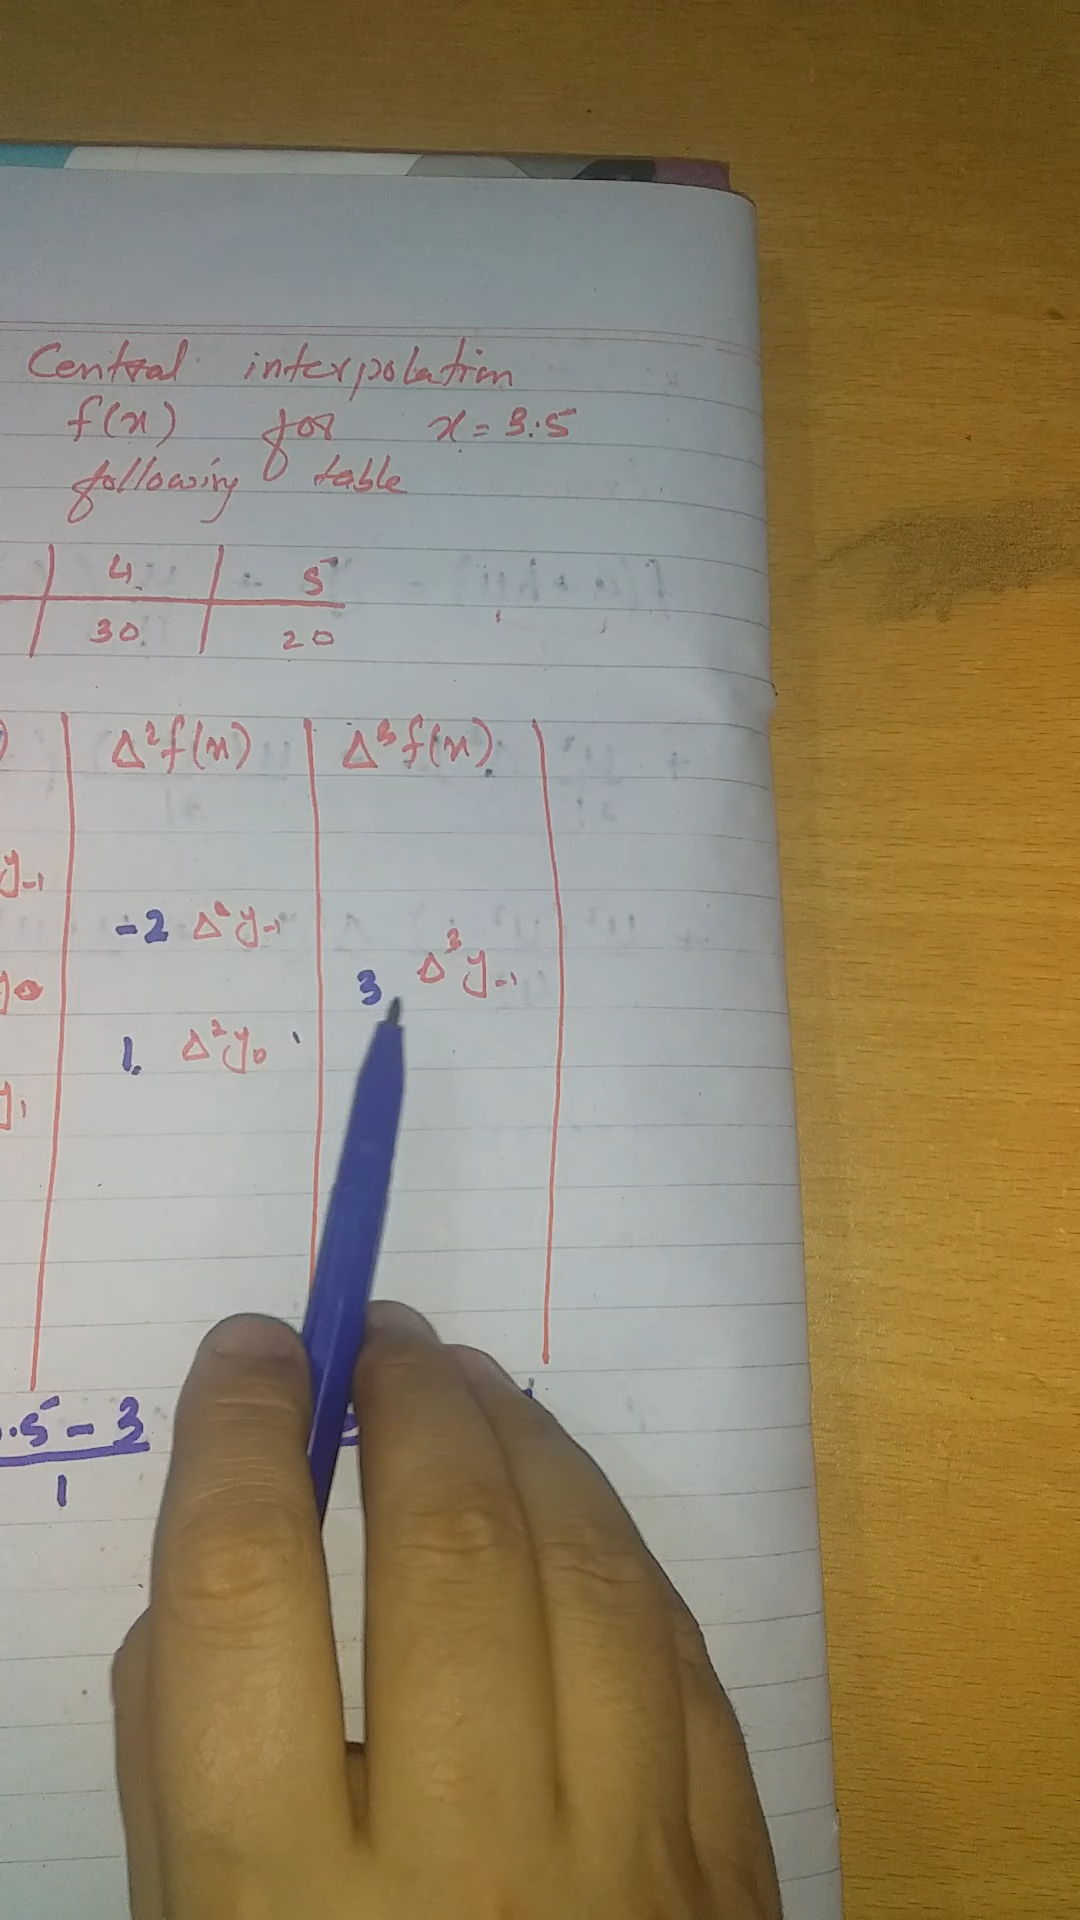 Central interpolation
f(x) for x = 3.5
following table
4 | 5
30 | 20
) | Δ²f(x) | Δ³f(x)
y₋₁
-2 Δ²y₋₁
3 Δ³y₋₁
y₀
1 Δ²y₀
y₁
.5 - 3
1